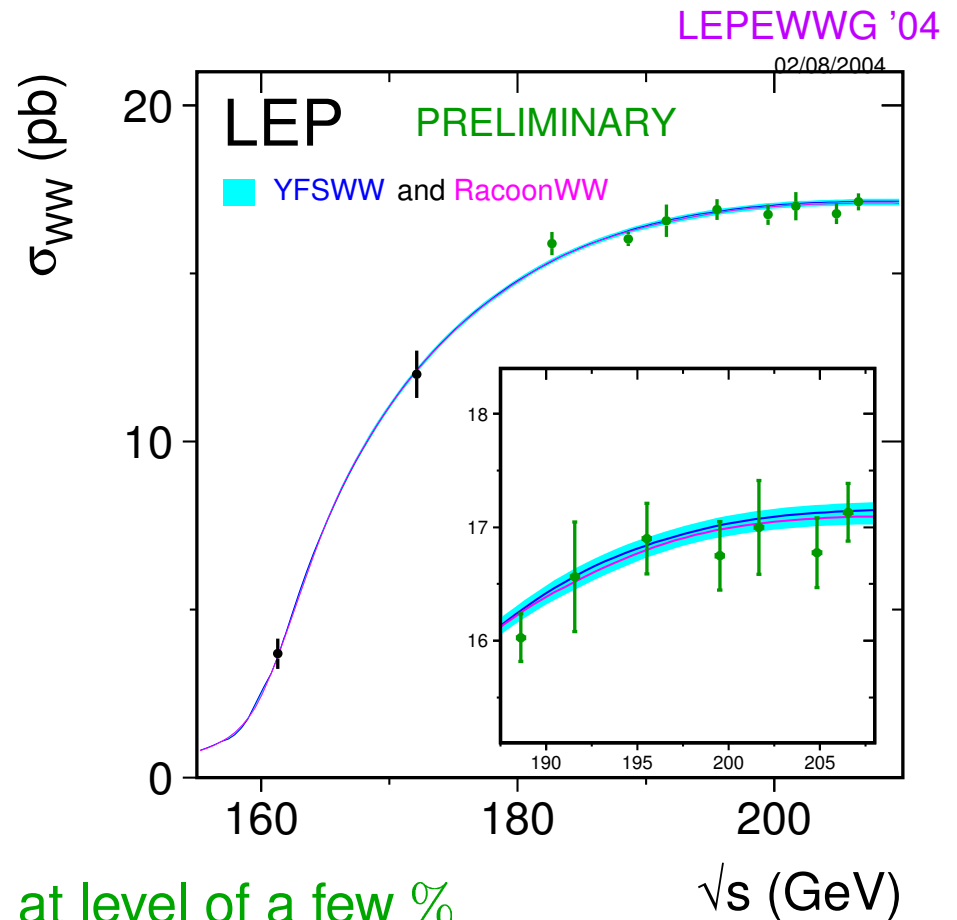 LEPEWWG '04
02/08/2004
σWW (pb)
20
LEP PRELIMINARY
YFSWW and RacoonWW
10
18
17
16
190 195 200 205
0
160 180 200
√s (GeV)
at level of a few %